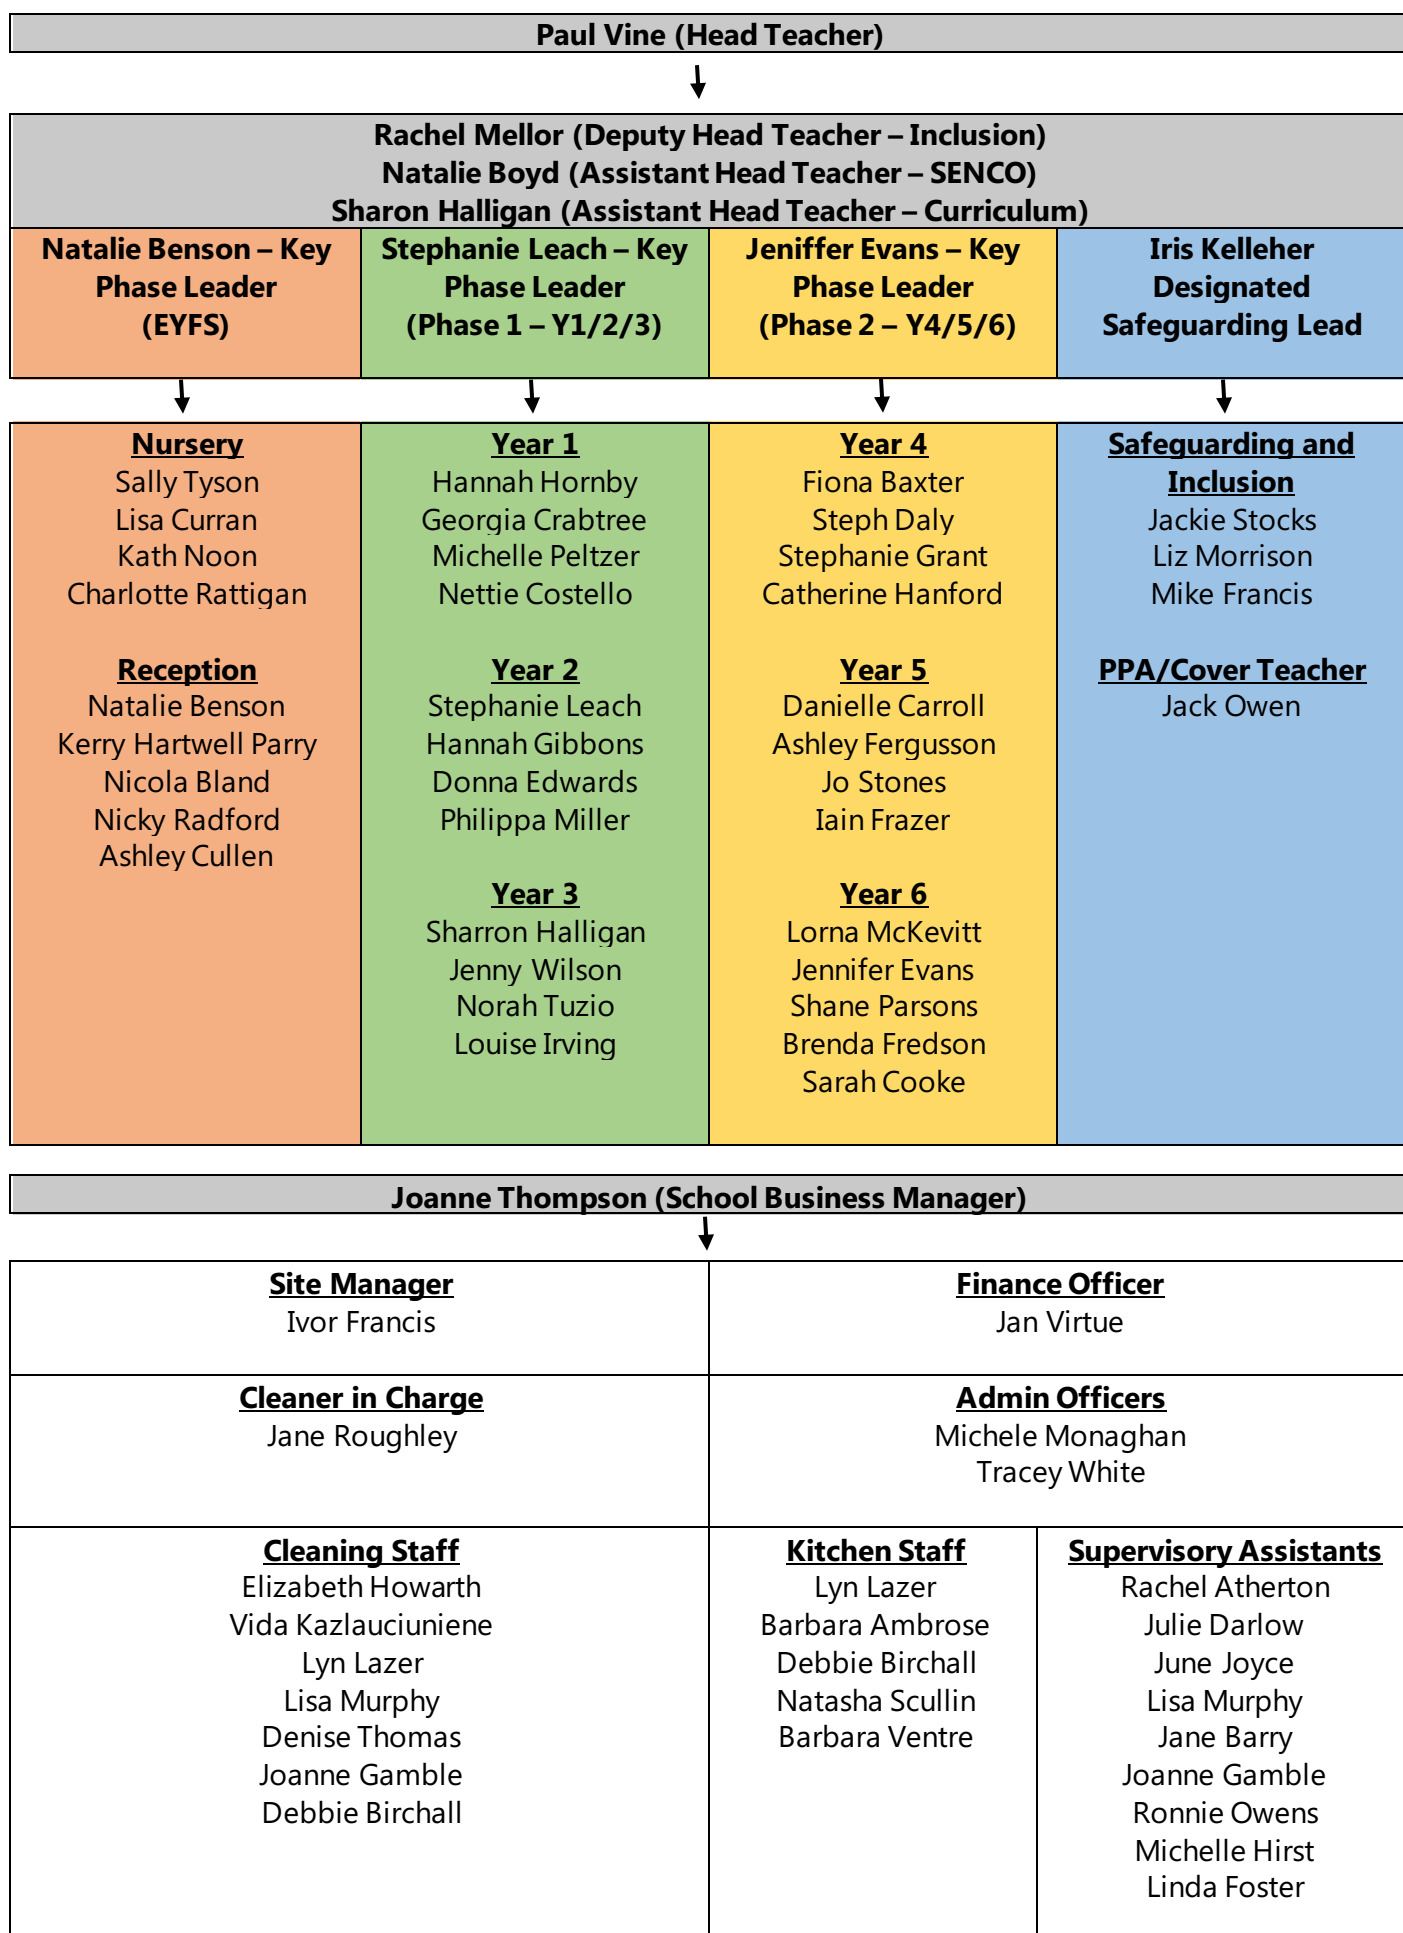 Paul Vine (Head Teacher)
Rachel Mellor (Deputy Head Teacher – Inclusion)
Natalie Boyd (Assistant Head Teacher – SENCO)
Sharon Halligan (Assistant Head Teacher – Curriculum)
Natalie Benson – Key
Phase Leader
(EYFS)
Stephanie Leach – Key
Phase Leader
(Phase 1 – Y1/2/3)
Jeniffer Evans – Key
Phase Leader
(Phase 2 – Y4/5/6)
Iris Kelleher
Designated
Safeguarding Lead
Nursery
Sally Tyson
Lisa Curran
Kath Noon
Charlotte Rattigan
Reception
Natalie Benson
Kerry Hartwell Parry
Nicola Bland
Nicky Radford
Ashley Cullen
Year 1
Hannah Hornby
Georgia Crabtree
Michelle Peltzer
Nettie Costello
Year 2
Stephanie Leach
Hannah Gibbons
Donna Edwards
Philippa Miller
Year 3
Sharron Halligan
Jenny Wilson
Norah Tuzio
Louise Irving
Year 4
Fiona Baxter
Steph Daly
Stephanie Grant
Catherine Hanford
Year 5
Danielle Carroll
Ashley Fergusson
Jo Stones
Iain Frazer
Year 6
Lorna McKevitt
Jennifer Evans
Shane Parsons
Brenda Fredson
Sarah Cooke
Safeguarding and
Inclusion
Jackie Stocks
Liz Morrison
Mike Francis
PPA/Cover Teacher
Jack Owen
Joanne Thompson (School Business Manager)
Site Manager
Ivor Francis
Finance Officer
Jan Virtue
Cleaner in Charge
Jane Roughley
Admin Officers
Michele Monaghan
Tracey White
Cleaning Staff
Elizabeth Howarth
Vida Kazlauciuniene
Lyn Lazer
Lisa Murphy
Denise Thomas
Joanne Gamble
Debbie Birchall
Kitchen Staff
Lyn Lazer
Barbara Ambrose
Debbie Birchall
Natasha Scullin
Barbara Ventre
Supervisory Assistants
Rachel Atherton
Julie Darlow
June Joyce
Lisa Murphy
Jane Barry
Joanne Gamble
Ronnie Owens
Michelle Hirst
Linda Foster